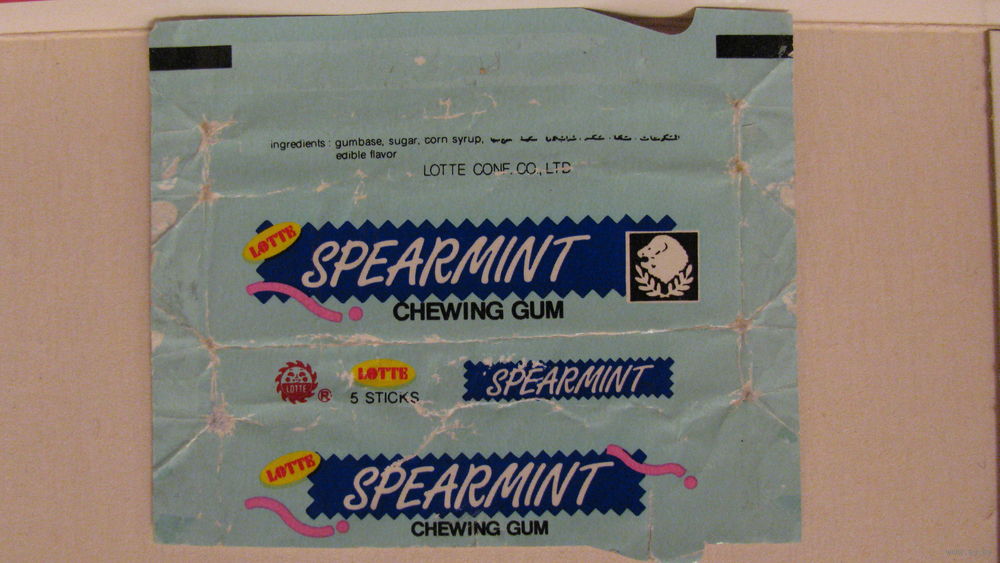 ingredients : gumbase, sugar, corn syrup,
edible flavor
LOTTE CONF. CO., LTD
LOTTE
SPEARMINT
CHEWING GUM
LOTTE
®
LOTTE
5 STICKS
SPEARMINT
LOTTE
SPEARMINT
CHEWING GUM